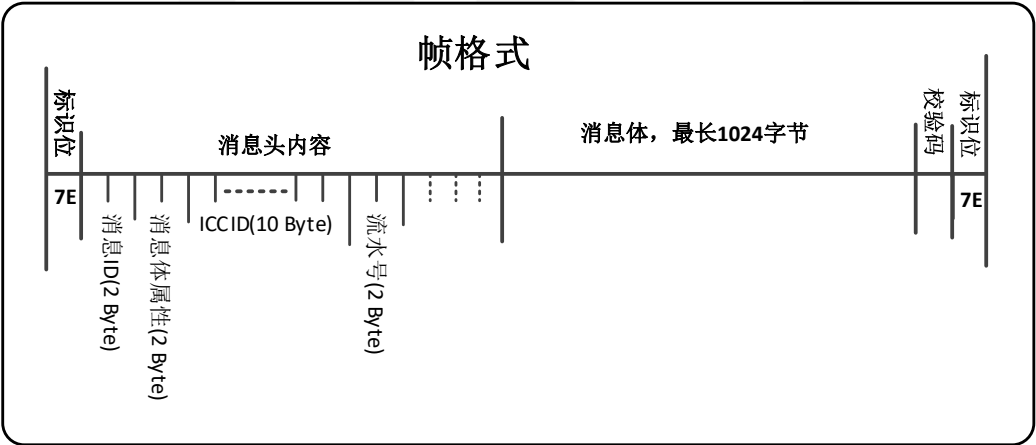 帧格式
标识位
消息头内容
消息体，最长1024字节
校验码
标识位
7E
消息ID(2 Byte)
消息体属性(2 Byte)
ICCID(10 Byte)
流水号(2 Byte)
7E